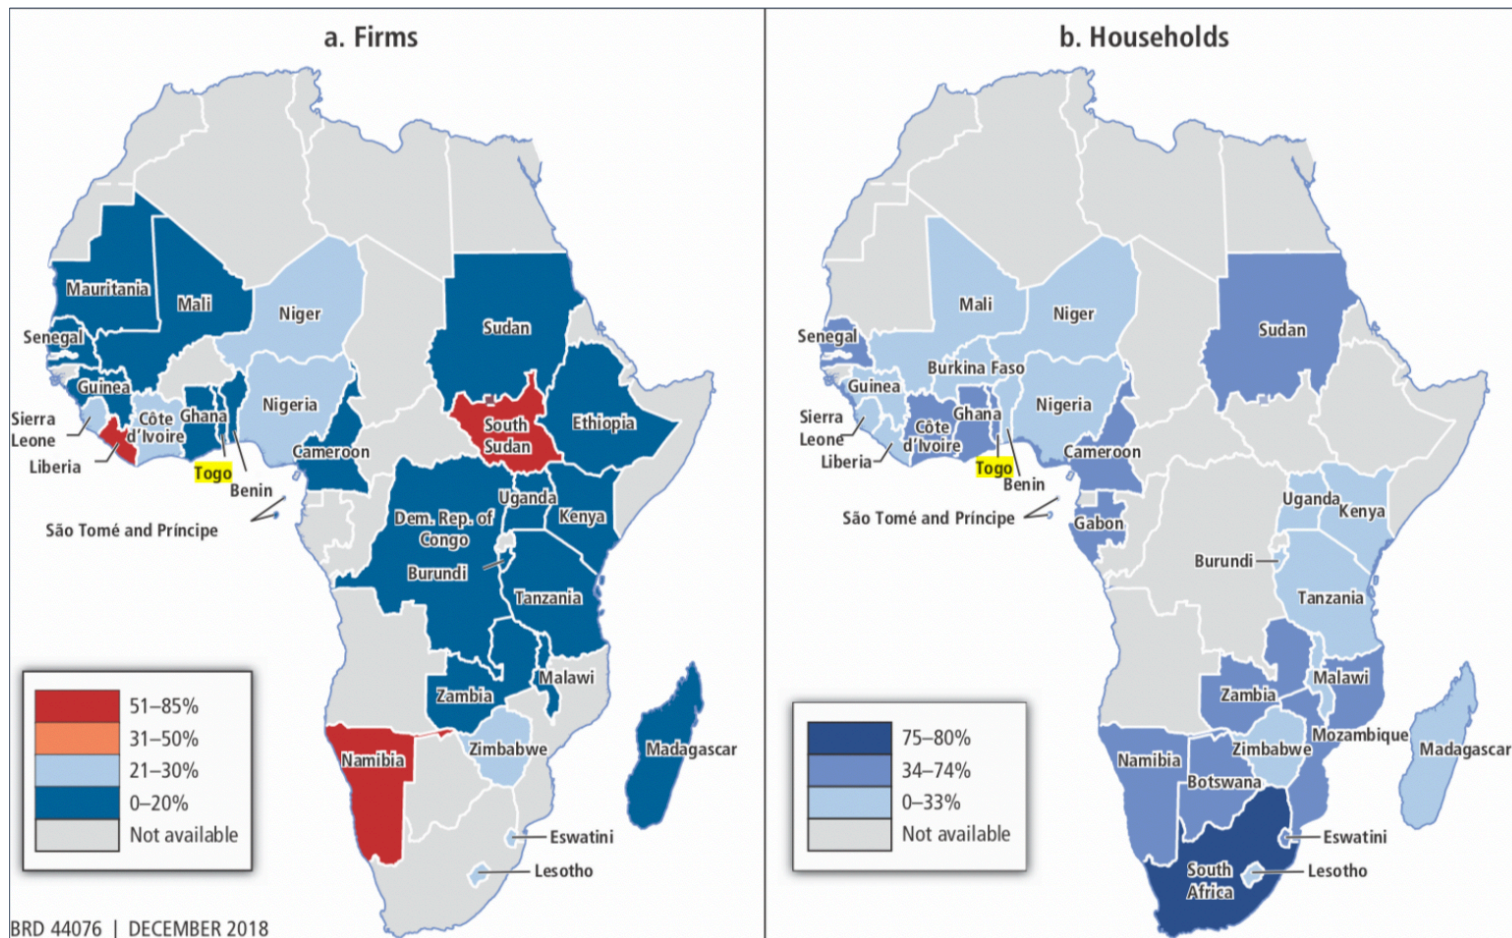 a. Firms
Mauritania
Mali
Niger
Sudan
Senegal
Guinea
Sierra
Leone
Côte
d'Ivoire
Ghana
Nigeria
South
Sudan
Ethiopia
Liberia
Cameroon
Togo
Benin
São Tomé and Príncipe
Uganda
Kenya
Dem. Rep. of
Congo
Burundi
Tanzania
Malawi
Zambia
Namibia
Zimbabwe
Madagascar
Eswatini
Lesotho
51–85%
31–50%
21–30%
0–20%
Not available
BRD 44076 | DECEMBER 2018
b. Households
Mali
Niger
Sudan
Senegal
Burkina Faso
Guinea
Sierra
Leone
Côte
d'Ivoire
Ghana
Nigeria
Liberia
Cameroon
Togo
Benin
São Tomé and Príncipe
Gabon
Uganda
Kenya
Burundi
Tanzania
Malawi
Zambia
Mozambique
Namibia
Zimbabwe
Botswana
Madagascar
Eswatini
South
Africa
Lesotho
75–80%
34–74%
0–33%
Not available